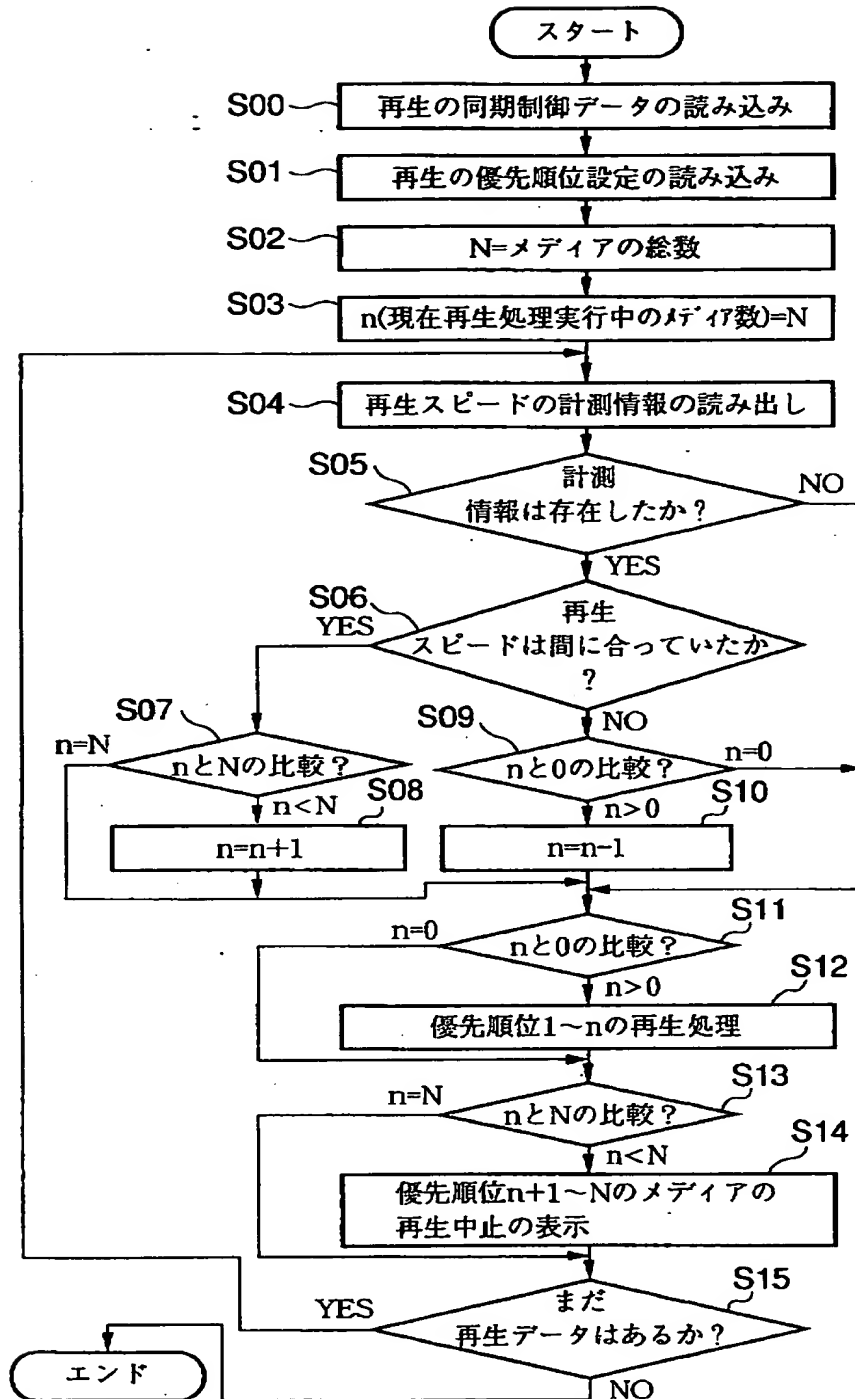 スタート
S00
再生の同期制御データの読み込み
S01
再生の優先順位設定の読み込み
S02
N=メディアの総数
S03
n(現在再生処理実行中のメディア数)=N
S04
再生スピードの計測情報の読み出し
S05
計測
情報は存在したか?
NO
YES
S06
再生
スピードは間に合っていたか
?
YES
NO
S07
nとNの比較?
n=N
n<N
S08
n=n+1
S09
nと0の比較?
n=0
n>0
S10
n=n-1
S11
nと0の比較?
n=0
n>0
S12
優先順位1~nの再生処理
S13
nとNの比較?
n=N
n<N
S14
優先順位n+1~Nのメディアの
再生中止の表示
S15
まだ
再生データはあるか?
YES
NO
エンド